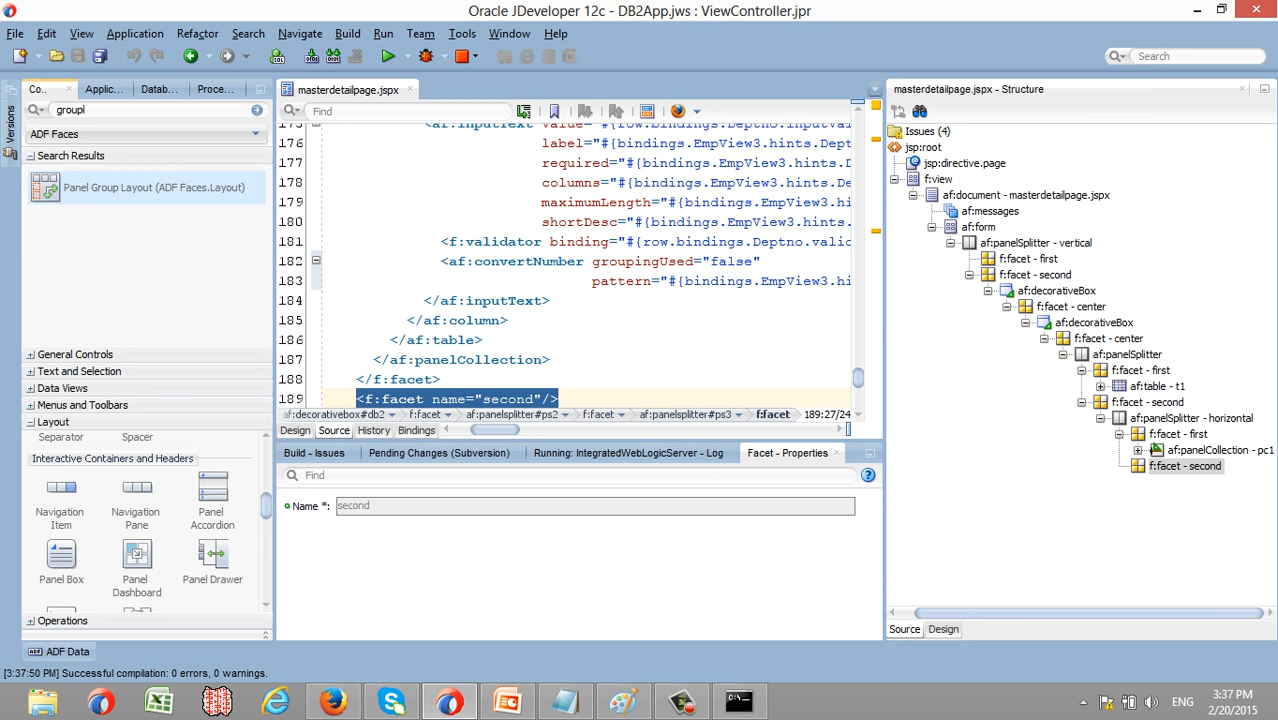 Oracle JDeveloper 12c - DB2App.jws : ViewController.jpr
File Edit View Application Refactor Search Navigate Build Run Team Tools Window Help
Search
Co... Applic... Datab... Proce...
groupl
ADF Faces
Search Results
Panel Group Layout (ADF Faces.Layout)
General Controls
Text and Selection
Data Views
Menus and Toolbars
Layout
Separator Spacer
Interactive Containers and Headers
Navigation Item
Navigation Pane
Panel Accordion
Panel Box
Panel Dashboard
Panel Drawer
Operations
ADF Data
Versions
masterdetailpage.jspx
Find
175 <af:inputText value="#{row.bindings.Deptno.inputVal
176 label="#{bindings.EmpView3.hints.Dept
177 required="#{bindings.EmpView3.hints.D
178 columns="#{bindings.EmpView3.hints.De
179 maximumLength="#{bindings.EmpView3.hi
180 shortDesc="#{bindings.EmpView3.hints.
181 <f:validator binding="#{row.bindings.Deptno.valid
182 <af:convertNumber groupingUsed="false"
183 pattern="#{bindings.EmpView3.hi
184 </af:inputText>
185 </af:column>
186 </af:table>
187 </af:panelCollection>
188 </f:facet>
189 <f:facet name="second"/>
af:decorativebox#db2 f:facet af:panelsplitter#ps2 f:facet af:panelsplitter#ps3 f:facet 189:27/24
Design Source History Bindings
Build - Issues Pending Changes (Subversion) Running: IntegratedWebLogicServer - Log Facet - Properties
Find
Name *: second
masterdetailpage.jspx - Structure
Issues (4)
jsp:root
jsp:directive.page
f:view
af:document - masterdetailpage.jspx
af:messages
af:form
af:panelSplitter - vertical
f:facet - first
f:facet - second
af:decorativeBox
f:facet - center
af:decorativeBox
f:facet - center
af:panelSplitter
f:facet - first
af:table - t1
f:facet - second
af:panelSplitter - horizontal
f:facet - first
af:panelCollection - pc1
f:facet - second
Source Design
[3:37:50 PM] Successful compilation: 0 errors, 0 warnings.
ENG
3:37 PM
2/20/2015